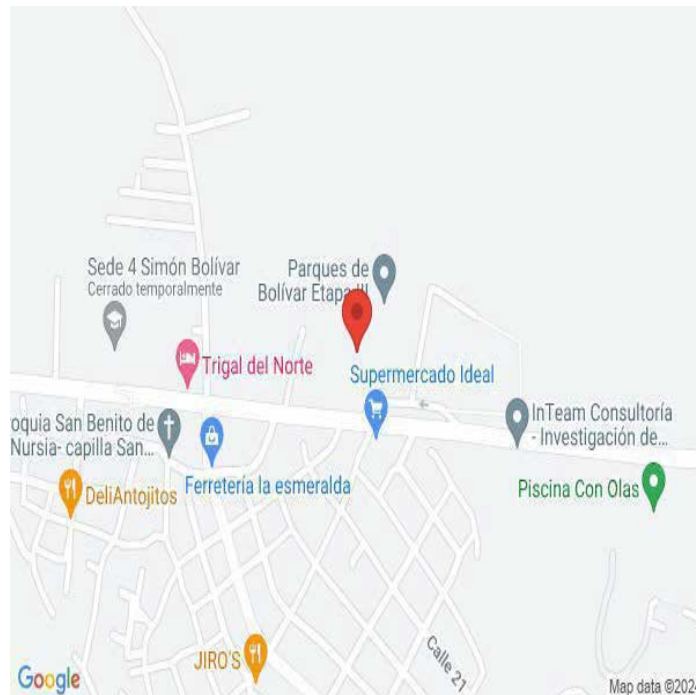 Sede 4 Simón Bolívar
Cerrado temporalmente
Parques de
Bolívar Etapa III
Trigal del Norte
Supermercado Ideal
oquia San Benito de
Nursia- capilla San...
InTeam Consultoría
- Investigación de...
DeliAntojitos
Ferretería la esmeralda
Piscina Con Olas
JIRO'S
Calle 21
Google
Map data ©202